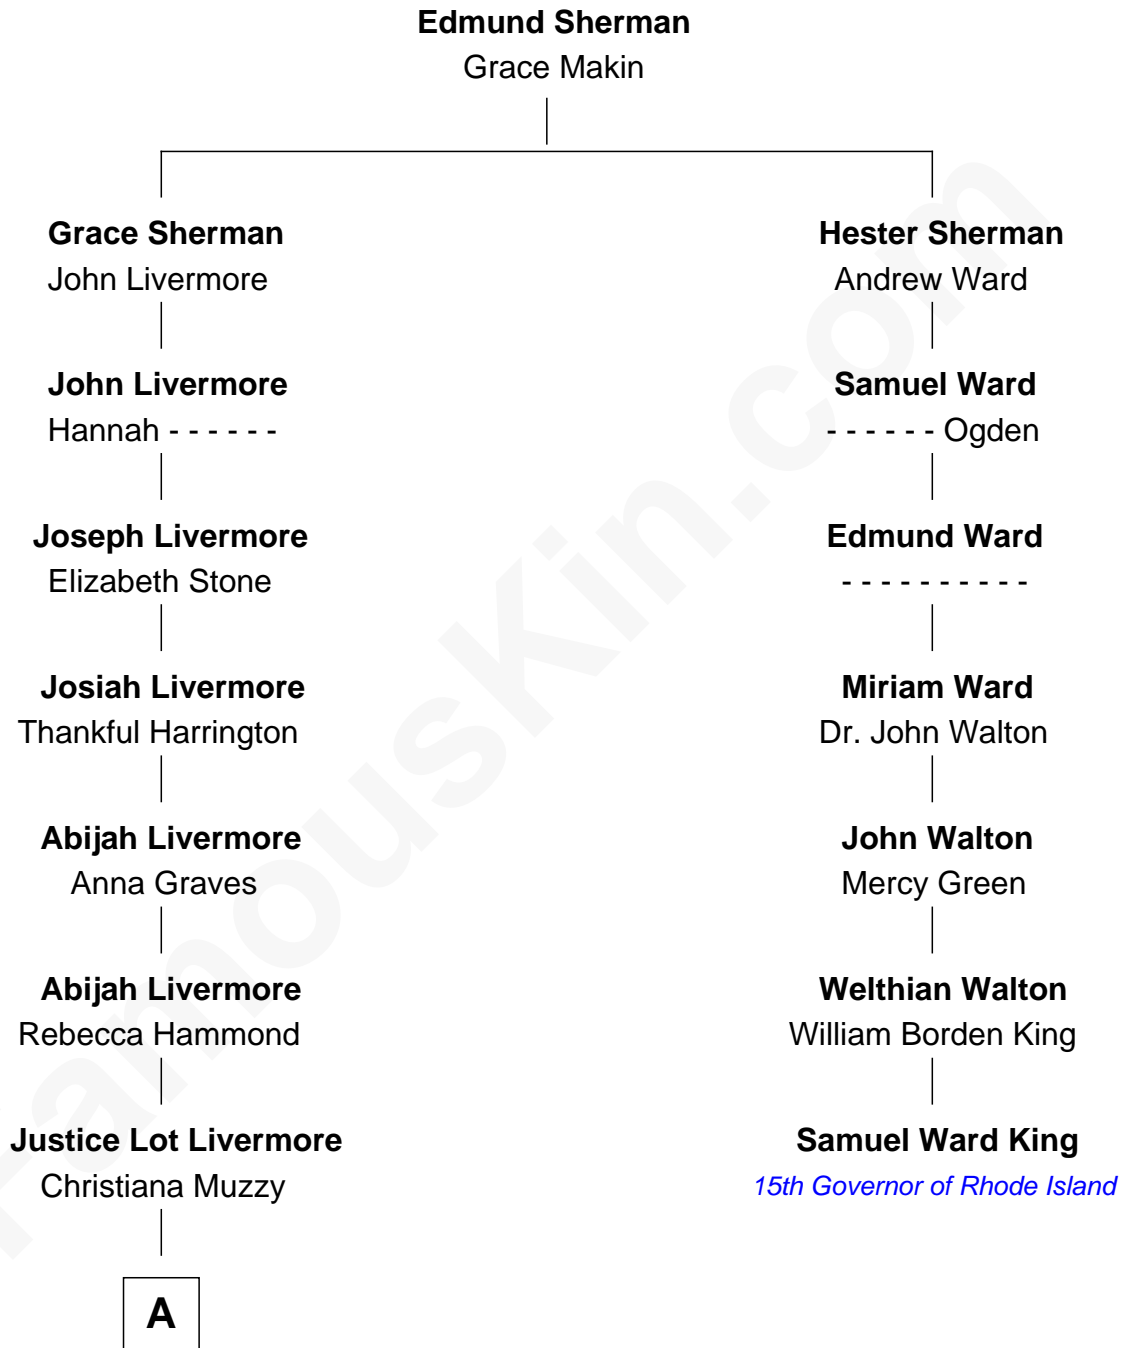 Edmund Sherman
Grace Makin
Grace Sherman
John Livermore
Hester Sherman
Andrew Ward
John Livermore
Hannah - - - - - -
Samuel Ward
- - - - - - Ogden
Joseph Livermore
Elizabeth Stone
Edmund Ward
- - - - - - - - - -
Josiah Livermore
Thankful Harrington
Miriam Ward
Dr. John Walton
Abijah Livermore
Anna Graves
John Walton
Mercy Green
Abijah Livermore
Rebecca Hammond
Welthian Walton
William Borden King
Justice Lot Livermore
Christiana Muzzy
Samuel Ward King
15th Governor of Rhode Island
A
FamousKin.com